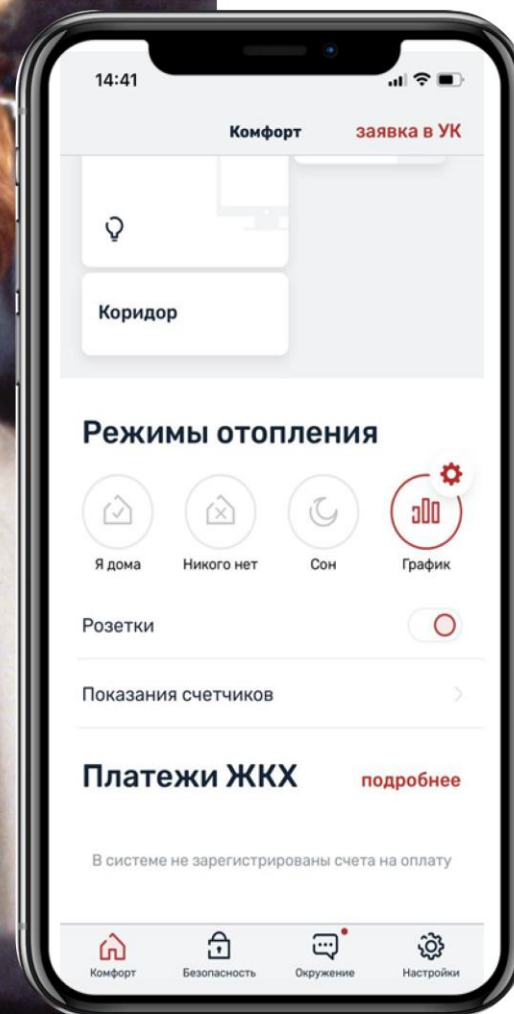 14:41
Комфорт заявка в УК
Коридор
Режимы отопления
Я дома Никого нет Сон График
Розетки
Показания счетчиков
Платежи ЖКХ подробнее
В системе не зарегистрированы счета на оплату
Комфорт Безопасность Окружение Настройки